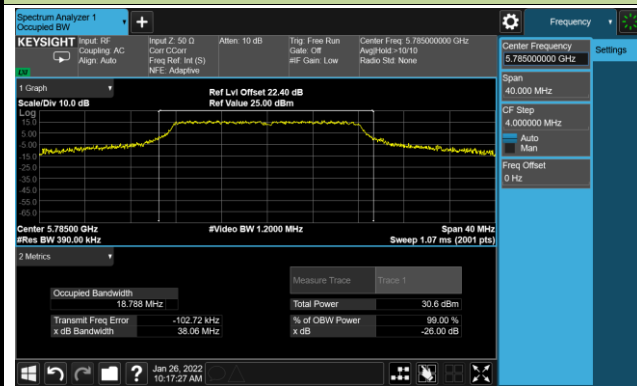 Spectrum Analyzer 1
Occupied BW
Frequency
KEYSIGHT
Input: RF
Coupling: AC
Align: Auto
Input Z: 50 Ω
Corr CCorr
Freq Ref: Int (S)
NFE: Adaptive
Atten: 10 dB
Trig: Free Run
Gate: Off
#IF Gain: Low
Center Freq: 5.785000000 GHz
Avg|Hold:>10/10
Radio Std: None
Center Frequency
5.785000000 GHz
Settings
Span
40.000 MHz
CF Step
4.000000 MHz
Auto
Man
Freq Offset
0 Hz
1 Graph
Scale/Div 10.0 dB
Ref Lvl Offset 22.40 dB
Ref Value 25.00 dBm
Log
15.0
5.00
-5.00
-15.0
-25.0
-35.0
-45.0
-55.0
-65.0
Center 5.78500 GHz
#Res BW 390.00 kHz
#Video BW 1.2000 MHz
Span 40 MHz
Sweep 1.07 ms (2001 pts)
2 Metrics
Measure Trace
Trace 1
Occupied Bandwidth
18.788 MHz
Total Power
30.6 dBm
Transmit Freq Error
-102.72 kHz
% of OBW Power
99.00 %
x dB Bandwidth
38.06 MHz
x dB
-26.00 dB
Jan 26, 2022
10:17:27 AM